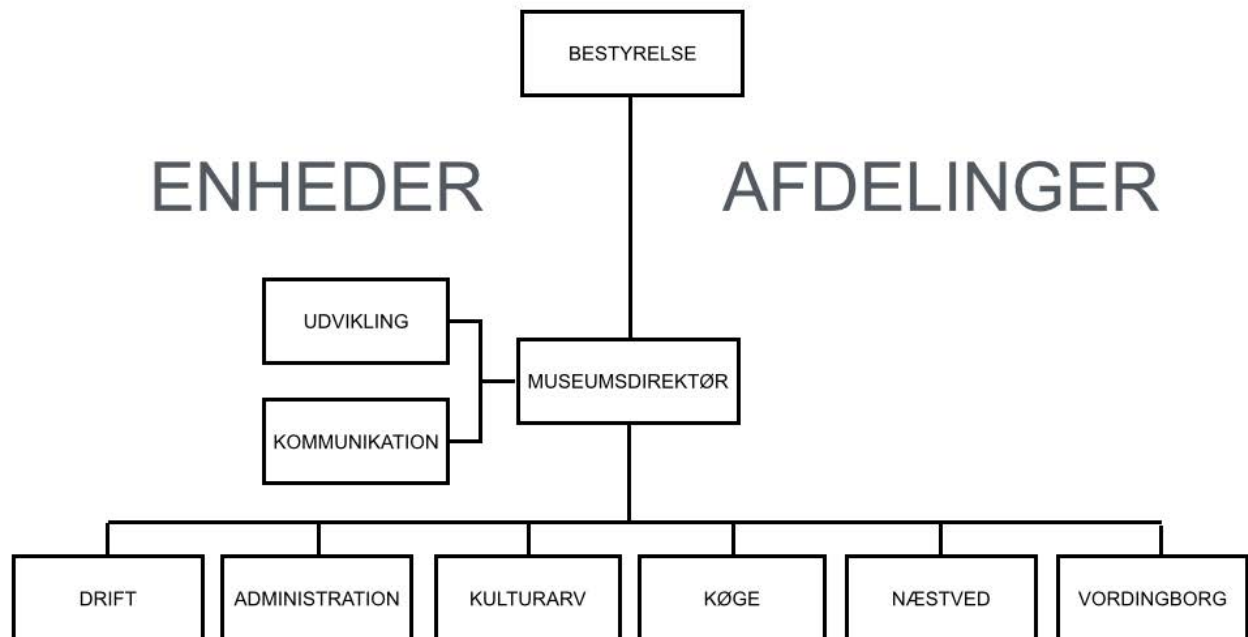 BESTYRELSE
ENHEDER
AFDELINGER
UDVIKLING
MUSEUMSDIREKTØR
KOMMUNIKATION
DRIFT
ADMINISTRATION
KULTURARV
KØGE
NÆSTVED
VORDINGBORG